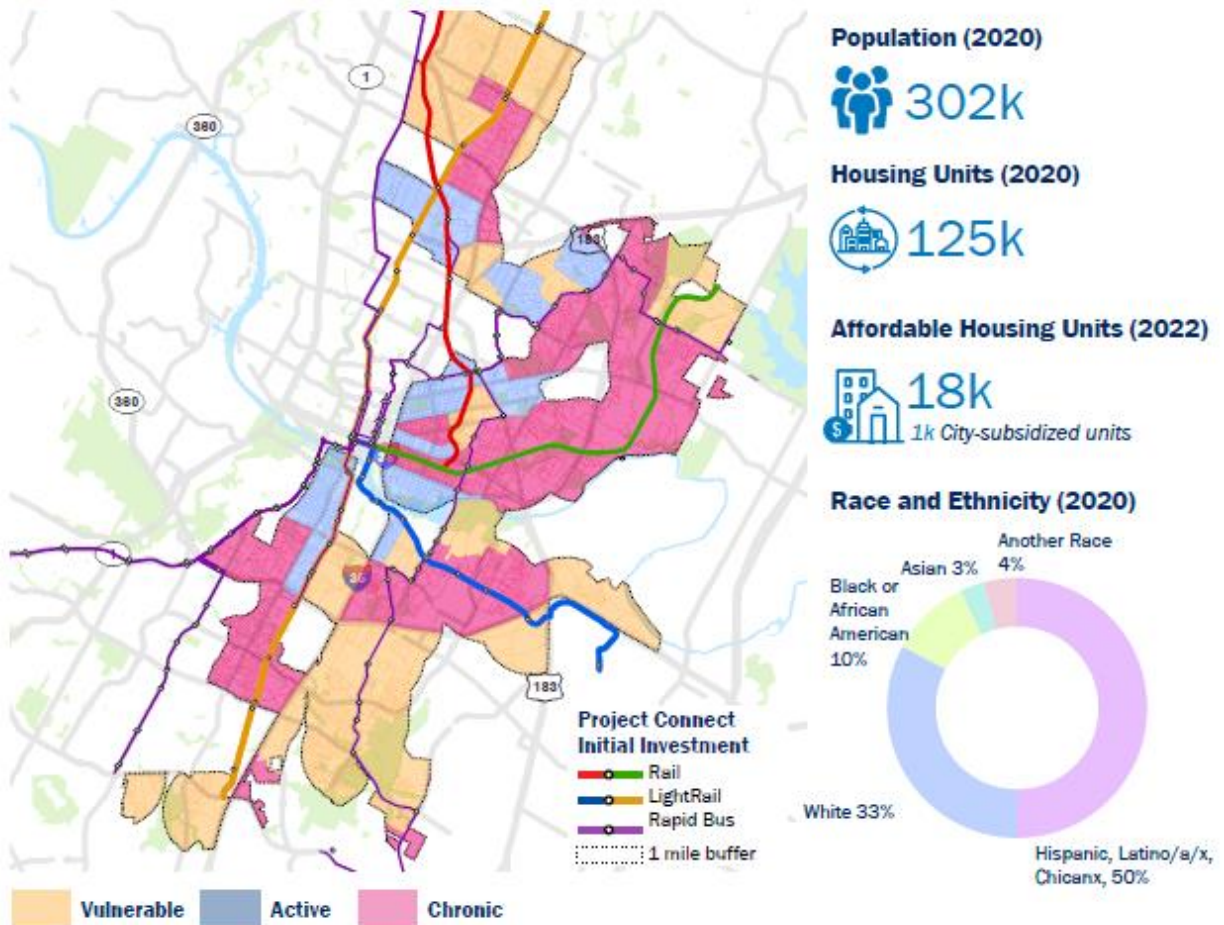 1
360
183
360
1
35
183
Project Connect
Initial Investment
Rail
LightRail
Rapid Bus
1 mile buffer
Vulnerable
Active
Chronic
Population (2020)
302k
Housing Units (2020)
125k
Affordable Housing Units (2022)
$
18k
1k City-subsidized units
Race and Ethnicity (2020)
Another Race
4%
Asian 3%
Black or
African
American
10%
White 33%
Hispanic, Latino/a/x,
Chicanx, 50%